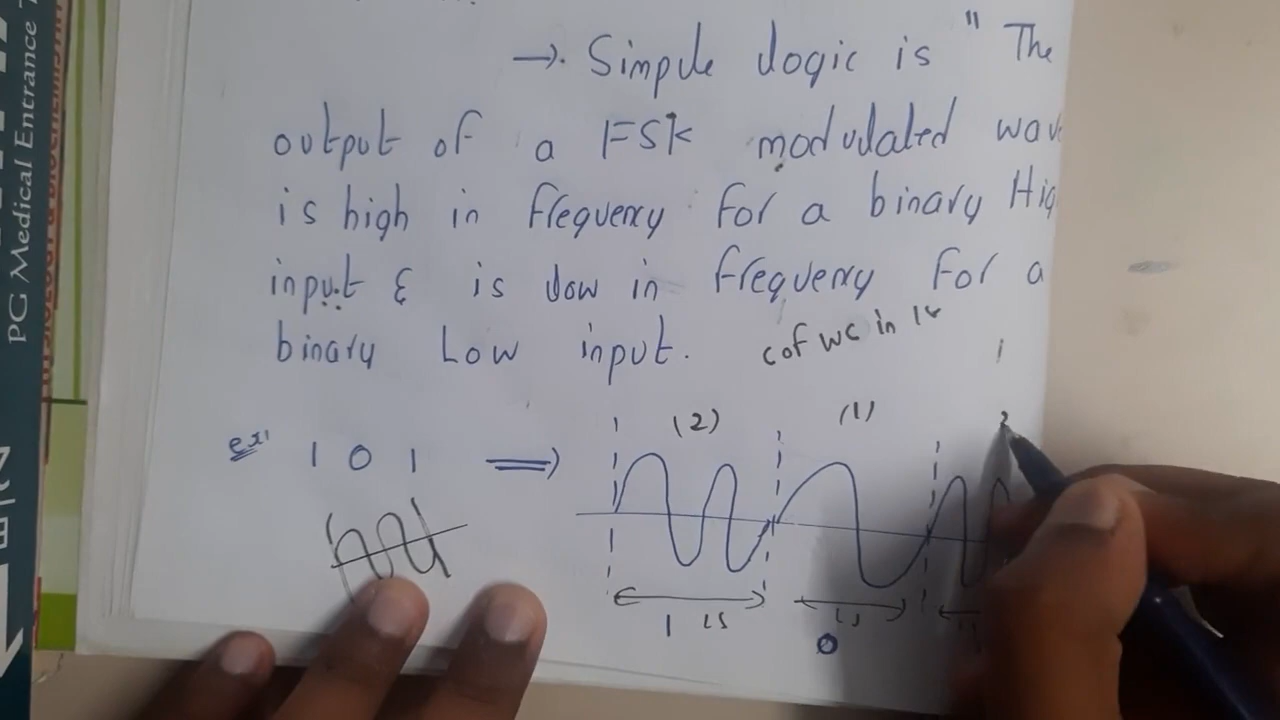 →. Simple logic is " The
output of a FSK modulated wav
is high in frequency for a binary Hig
input & is low in frequency for a
binary Low input. cof wc in 1s
ex: 1 0 1 ⟹ (2) (1)
1 1s 1s
0
PG Medical Entrance